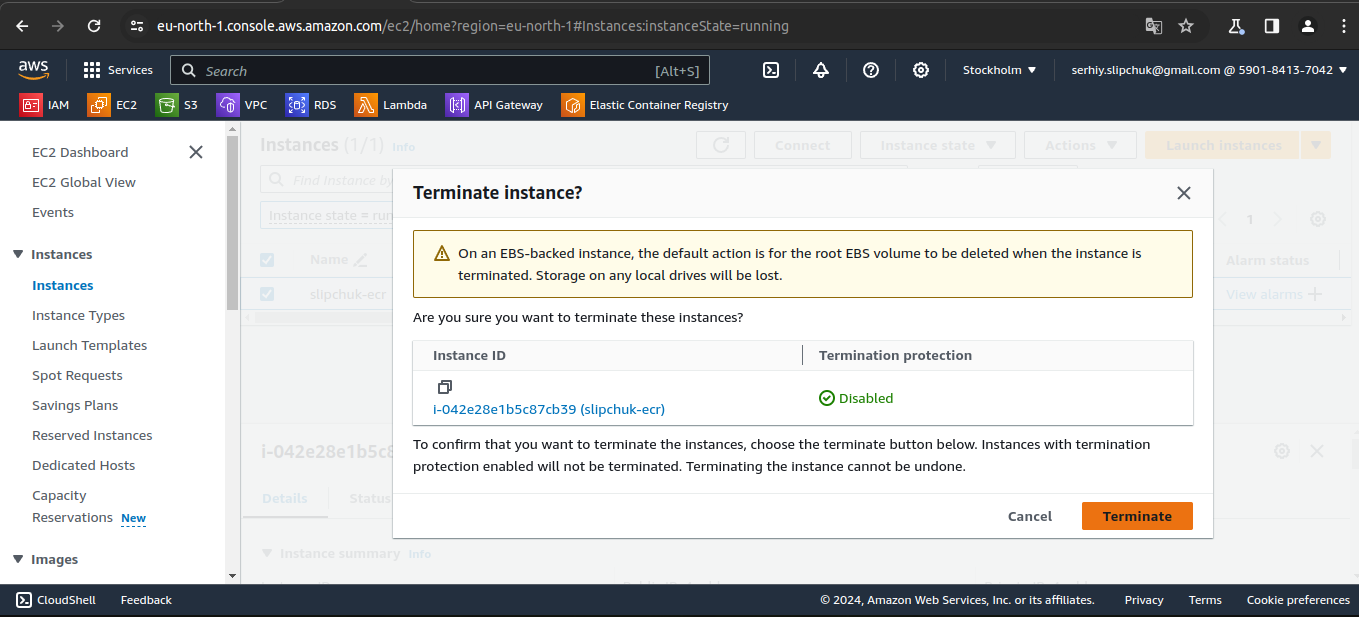 eu-north-1.console.aws.amazon.com/ec2/home?region=eu-north-1#Instances:instanceState=running
aws
Services
Search
[Alt+S]
Stockholm
serhiy.slipchuk@gmail.com @ 5901-8413-7042
IAM
EC2
S3
VPC
RDS
Lambda
API Gateway
Elastic Container Registry
EC2 Dashboard
EC2 Global View
Events
Instances
Instances
Instance Types
Launch Templates
Spot Requests
Savings Plans
Reserved Instances
Dedicated Hosts
Capacity
Reservations New
Images
Instances (1/1) Info
Connect
Instance state
Actions
Launch instances
Find Instance by
Instance state = run
1
Name
Alarm status
slipchuk-ecr
View alarms
Terminate instance?
On an EBS-backed instance, the default action is for the root EBS volume to be deleted when the instance is
terminated. Storage on any local drives will be lost.
Are you sure you want to terminate these instances?
Instance ID
Termination protection
i-042e28e1b5c87cb39 (slipchuk-ecr)
Disabled
To confirm that you want to terminate the instances, choose the terminate button below. Instances with termination
protection enabled will not be terminated. Terminating the instance cannot be undone.
Cancel
Terminate
i-042e28e1b5c8
Details
Status
Instance summary Info
CloudShell
Feedback
© 2024, Amazon Web Services, Inc. or its affiliates.
Privacy
Terms
Cookie preferences